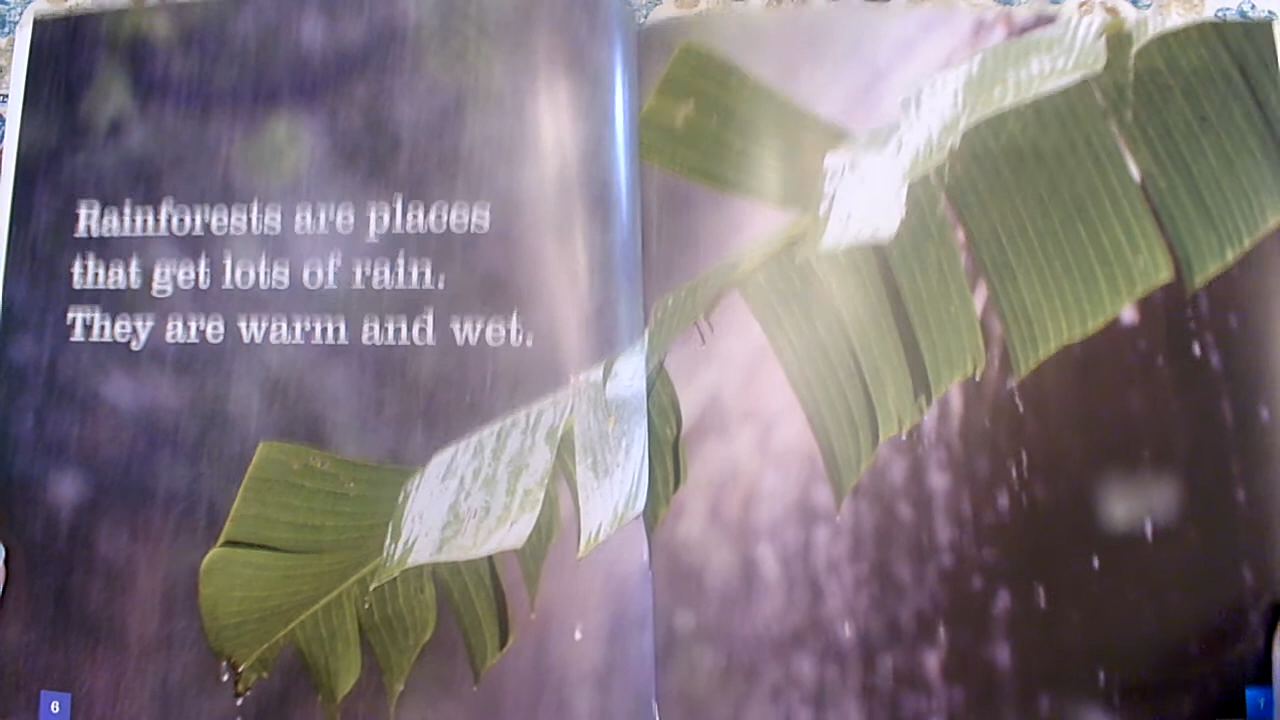 Rainforests are places
that get lots of rain.
They are warm and wet.
6